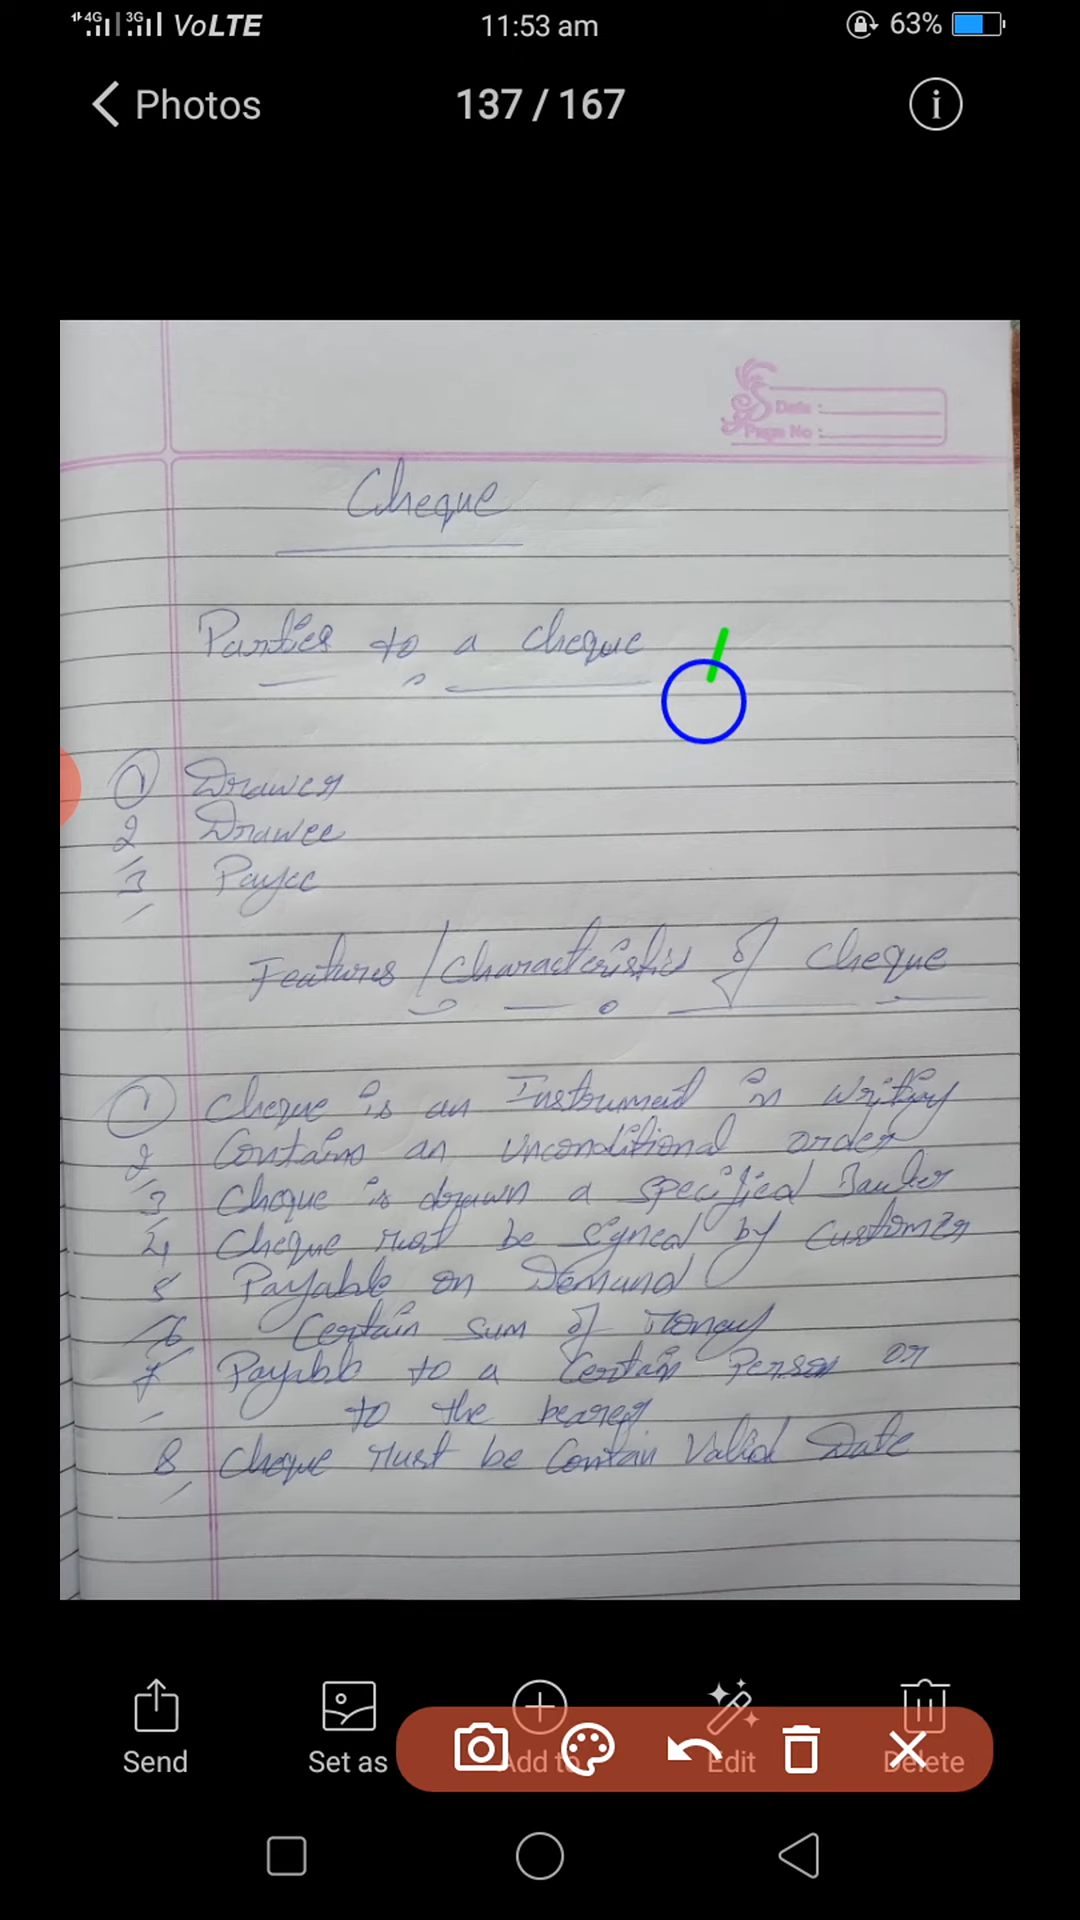 4G 3G VoLTE 11:53 am 63%
Photos 137 / 167 i
Date :
Page No :
Cheque
Parties to a cheque
1 Drawer
2 Drawee
3 Payee
Features / Characteristics of cheque
1 Cheque is an Instrument in writing
2 Contains an unconditional order
3 Cheque is drawn a specified Banker
4 Cheque must be signed by Customer
5 Payable on Demand
6 Certain sum of Money
7 Payable to a Certain Person or
to the bearer
8 Cheque Must be Contain Valid Date
Send Set as Add to Edit Delete